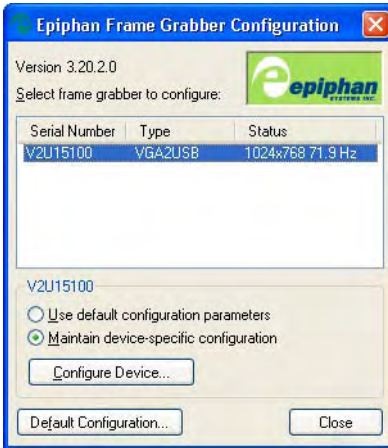 Epiphan Frame Grabber Configuration
Version 3.20.2.0
Select frame grabber to configure:
epiphan
SYSTEMS INC.
Serial Number Type Status
V2U15100 VGA2USB 1024x768 71.9 Hz
V2U15100
Use default configuration parameters
Maintain device-specific configuration
Configure Device...
Default Configuration... Close